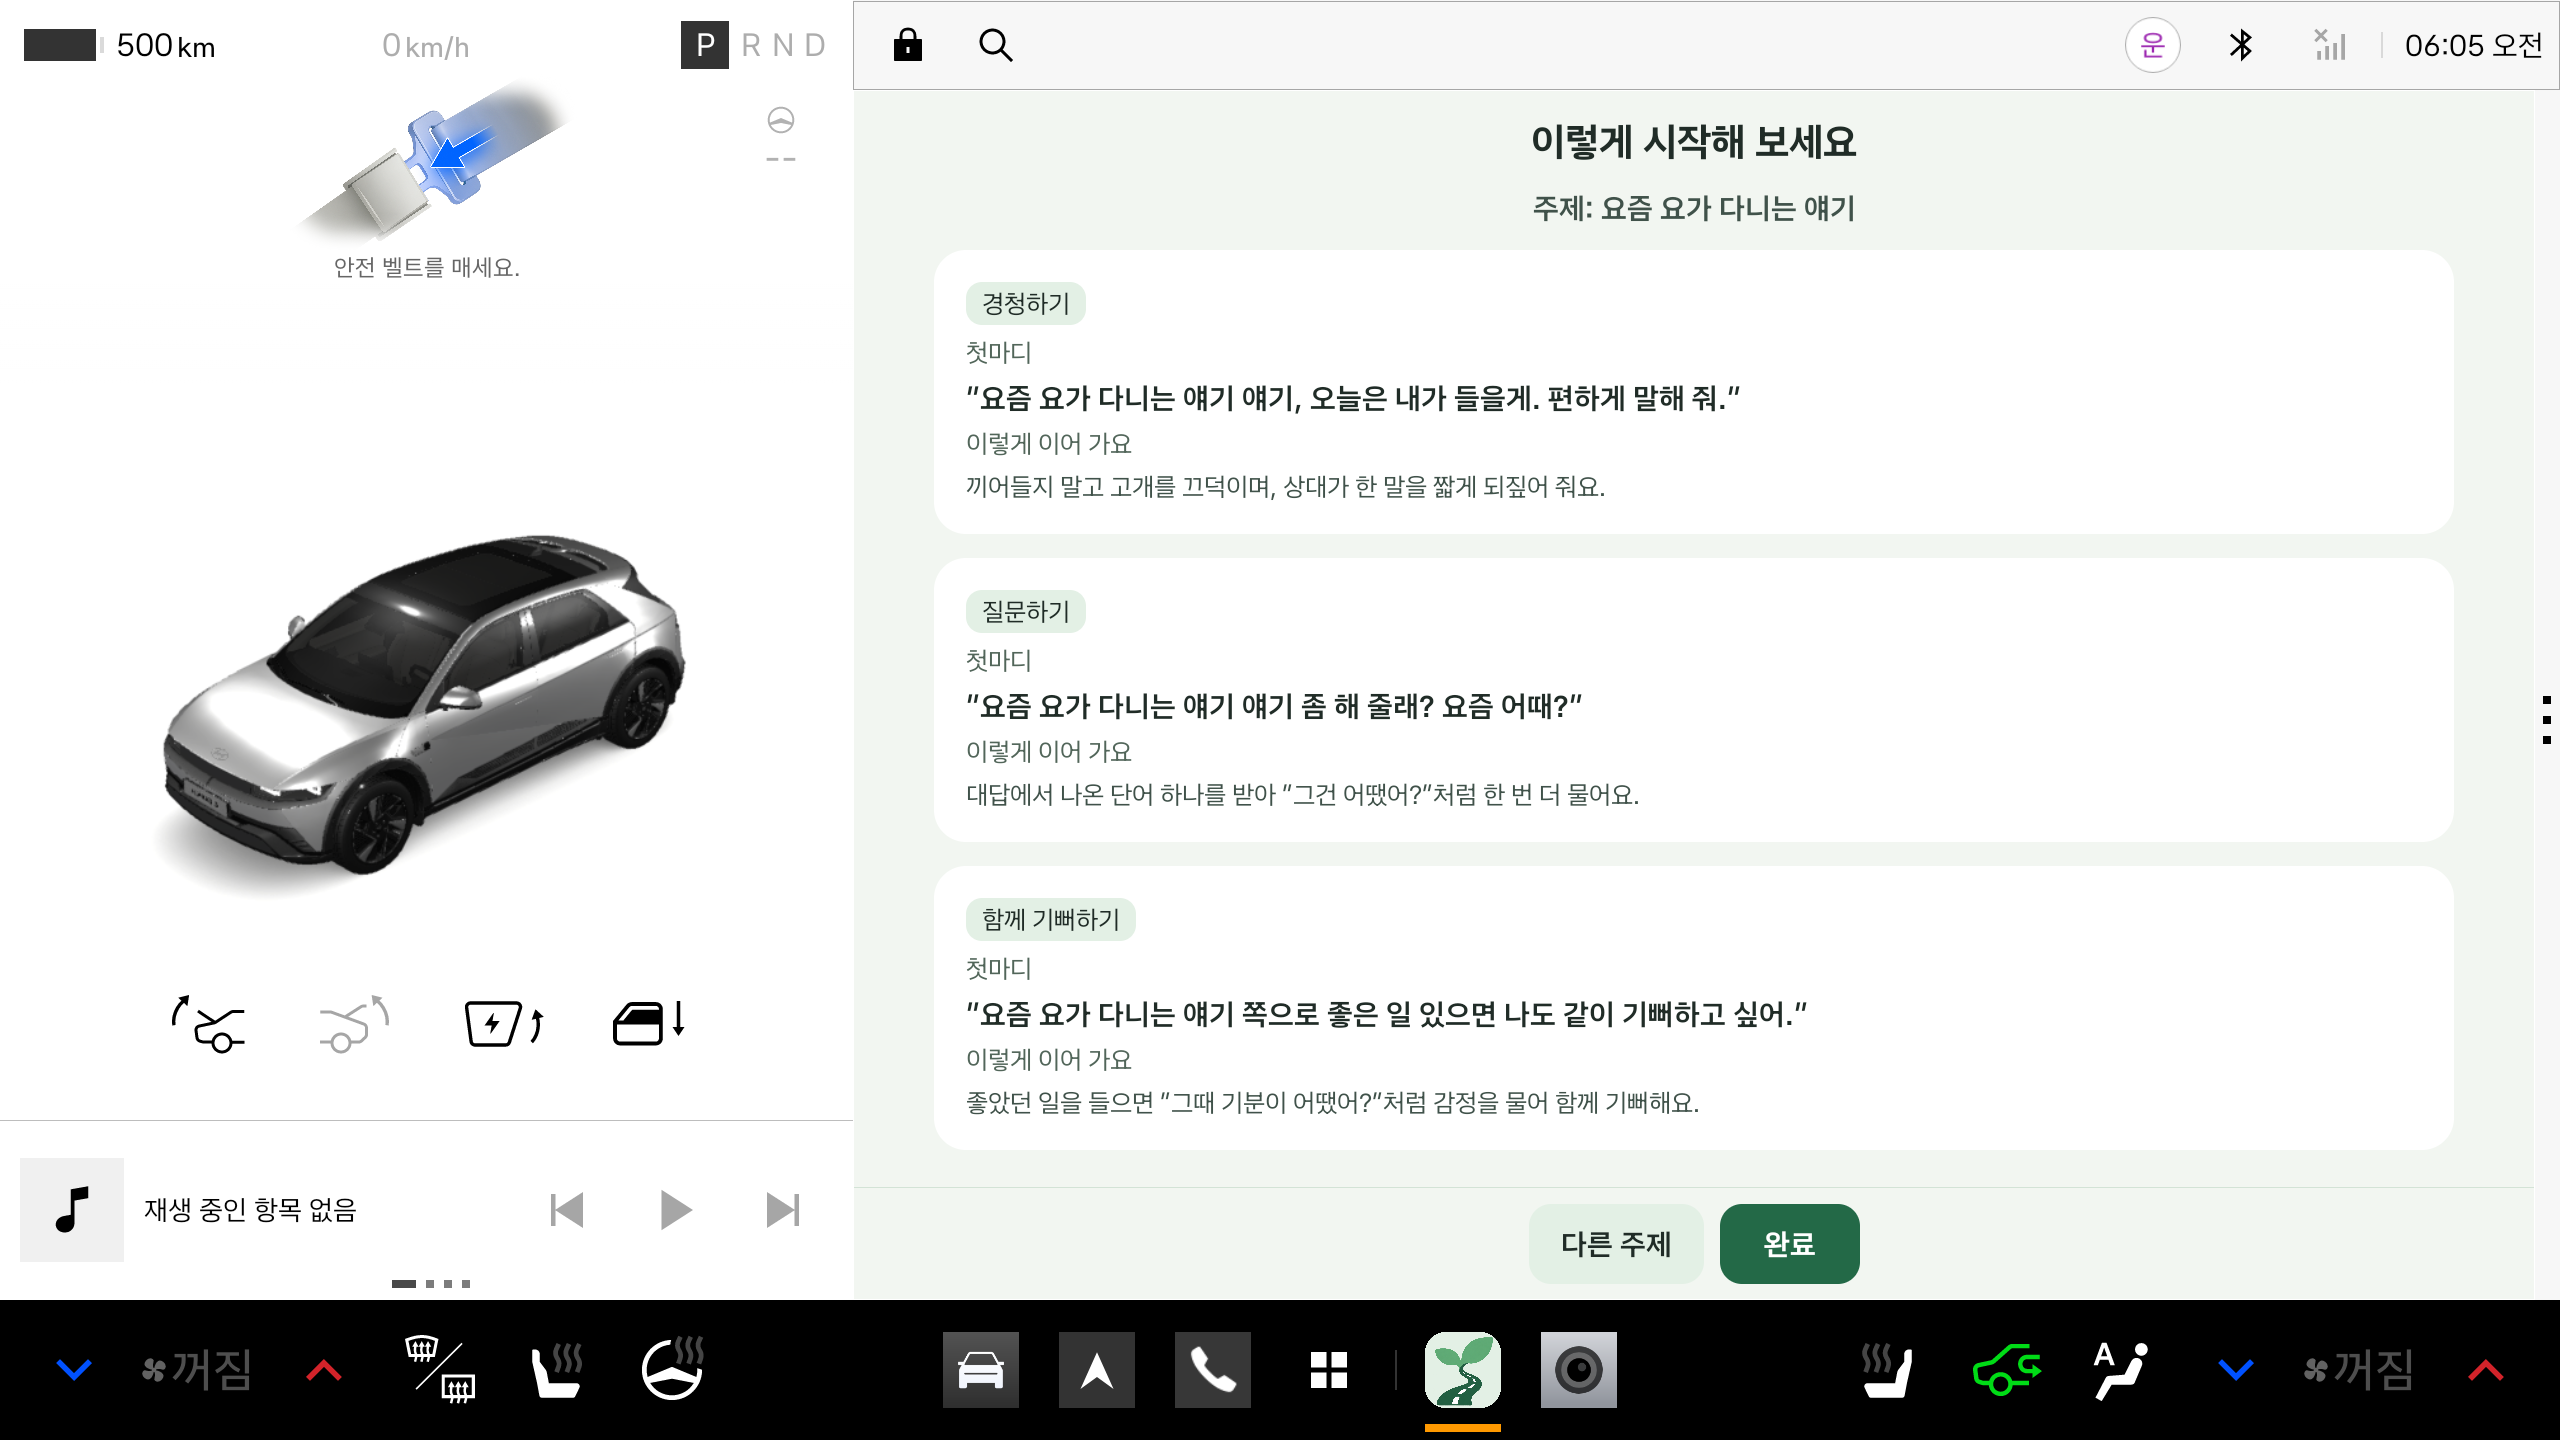 500 km
0 km/h
P R N D
안전 벨트를 매세요.
재생 중인 항목 없음
운
06:05 오전
이렇게 시작해 보세요
주제: 요즘 요가 다니는 얘기
경청하기
첫마디
"요즘 요가 다니는 얘기 얘기, 오늘은 내가 들을게. 편하게 말해 줘."
이렇게 이어 가요
끼어들지 말고 고개를 끄덕이며, 상대가 한 말을 짧게 되짚어 줘요.
질문하기
첫마디
"요즘 요가 다니는 얘기 얘기 좀 해 줄래? 요즘 어때?"
이렇게 이어 가요
대답에서 나온 단어 하나를 받아 "그건 어땠어?"처럼 한 번 더 물어요.
함께 기뻐하기
첫마디
"요즘 요가 다니는 얘기 쪽으로 좋은 일 있으면 나도 같이 기뻐하고 싶어."
이렇게 이어 가요
좋았던 일을 들으면 "그때 기분이 어땠어?"처럼 감정을 물어 함께 기뻐해요.
다른 주제
완료
꺼짐
A
꺼짐